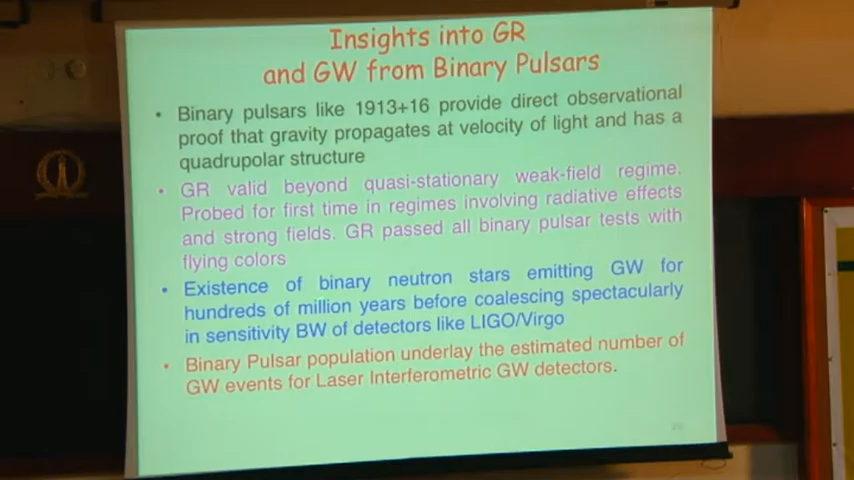 Insights into GR
and GW from Binary Pulsars
• Binary pulsars like 1913+16 provide direct observational
proof that gravity propagates at velocity of light and has a
quadrupolar structure
• GR valid beyond quasi-stationary weak-field regime.
Probed for first time in regimes involving radiative effects
and strong fields. GR passed all binary pulsar tests with
flying colors
• Existence of binary neutron stars emitting GW for
hundreds of million years before coalescing spectacularly
in sensitivity BW of detectors like LIGO/Virgo
• Binary Pulsar population underlay the estimated number of
GW events for Laser Interferometric GW detectors.